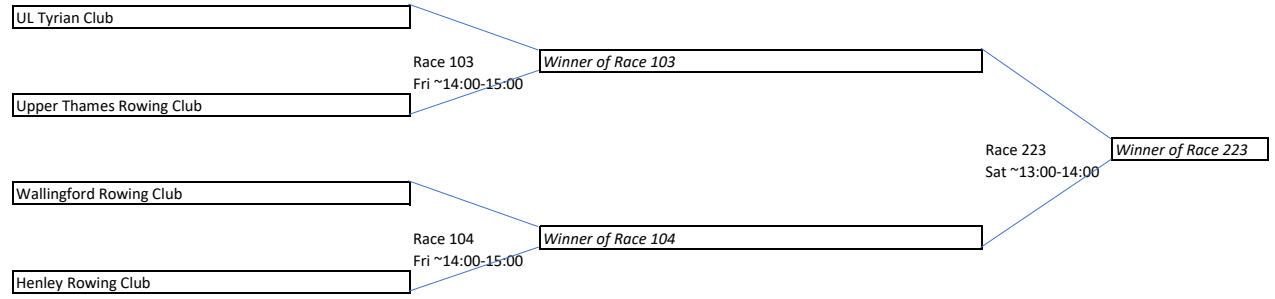 UL Tyrian Club
Race 103
Fri ~14:00-15:00
Winner of Race 103
Upper Thames Rowing Club
Race 223
Sat ~13:00-14:00
Winner of Race 223
Wallingford Rowing Club
Race 104
Fri ~14:00-15:00
Winner of Race 104
Henley Rowing Club